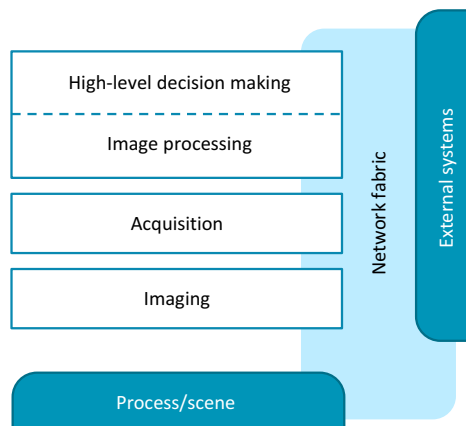 High-level decision making
Image processing
Acquisition
Imaging
Process/scene
Network fabric
External systems